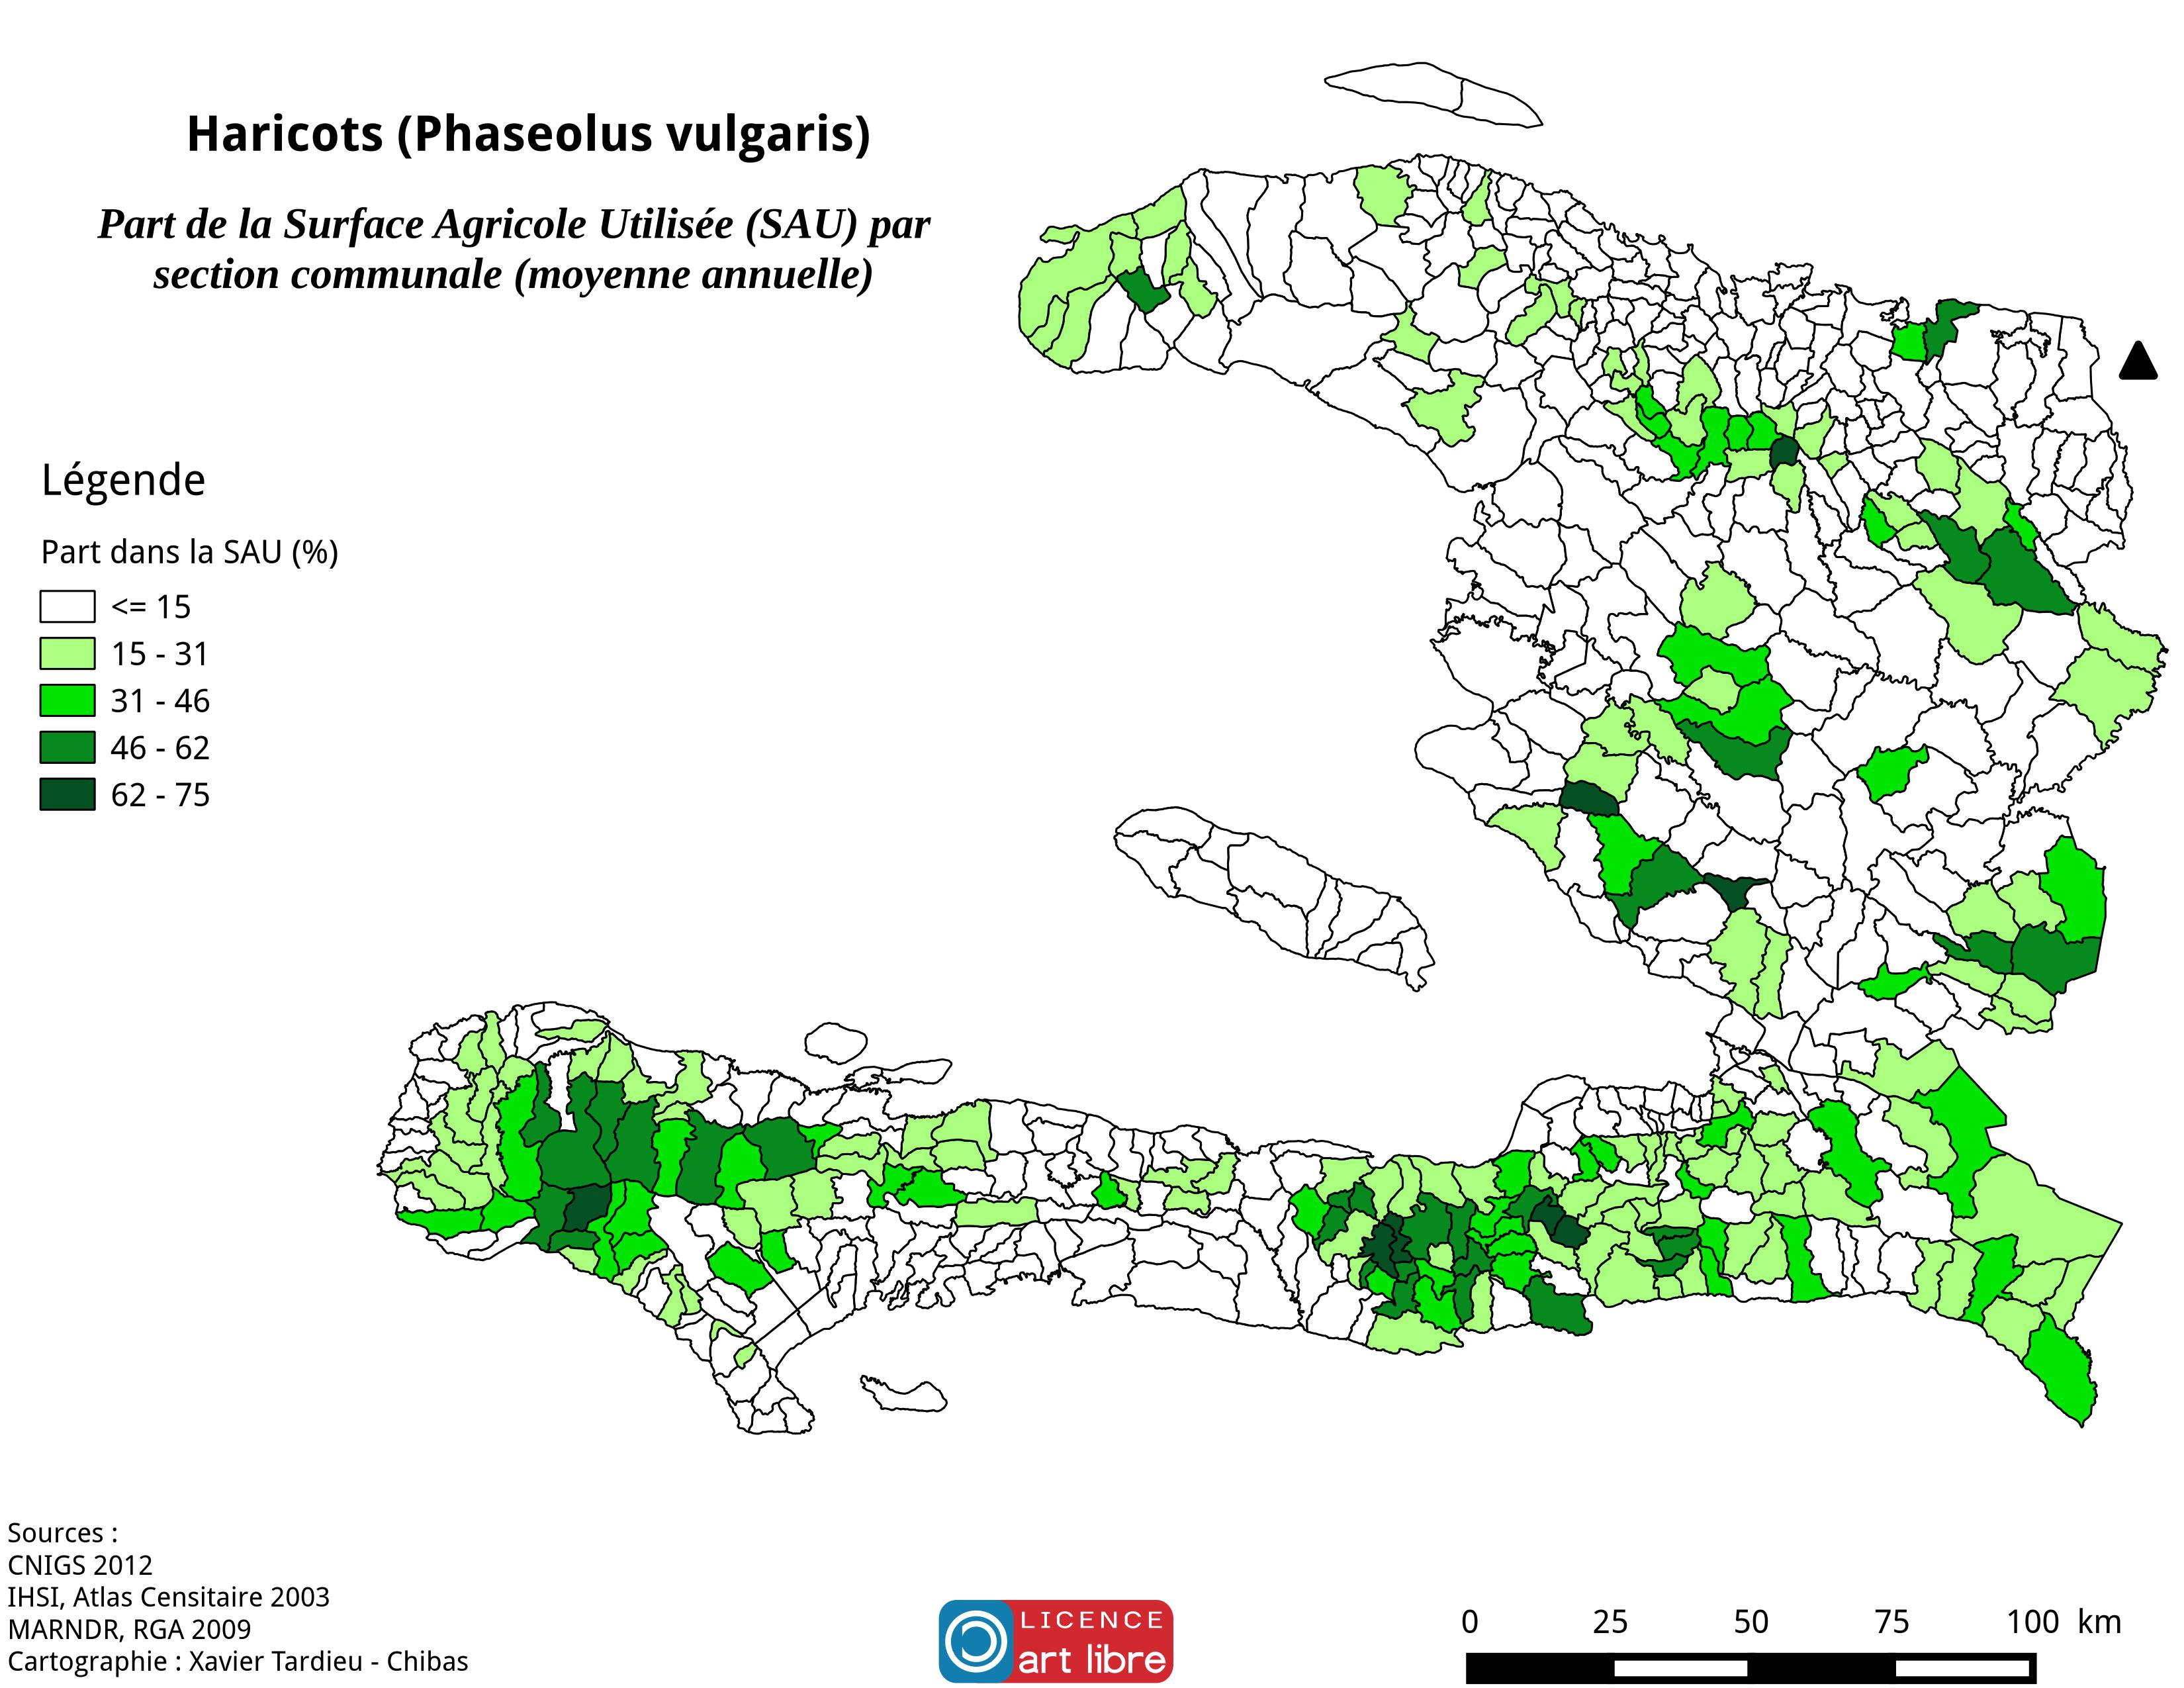 Haricots (Phaseolus vulgaris)
Part de la Surface Agricole Utilisée (SAU) par
section communale (moyenne annuelle)
Légende
Part dans la SAU (%)
<= 15
15 - 31
31 - 46
46 - 62
62 - 75
Sources :
CNIGS 2012
IHSI, Atlas Censitaire 2003
MARNDR, RGA 2009
Cartographie : Xavier Tardieu - Chibas
LICENCE
art libre
0 25 50 75 100 km